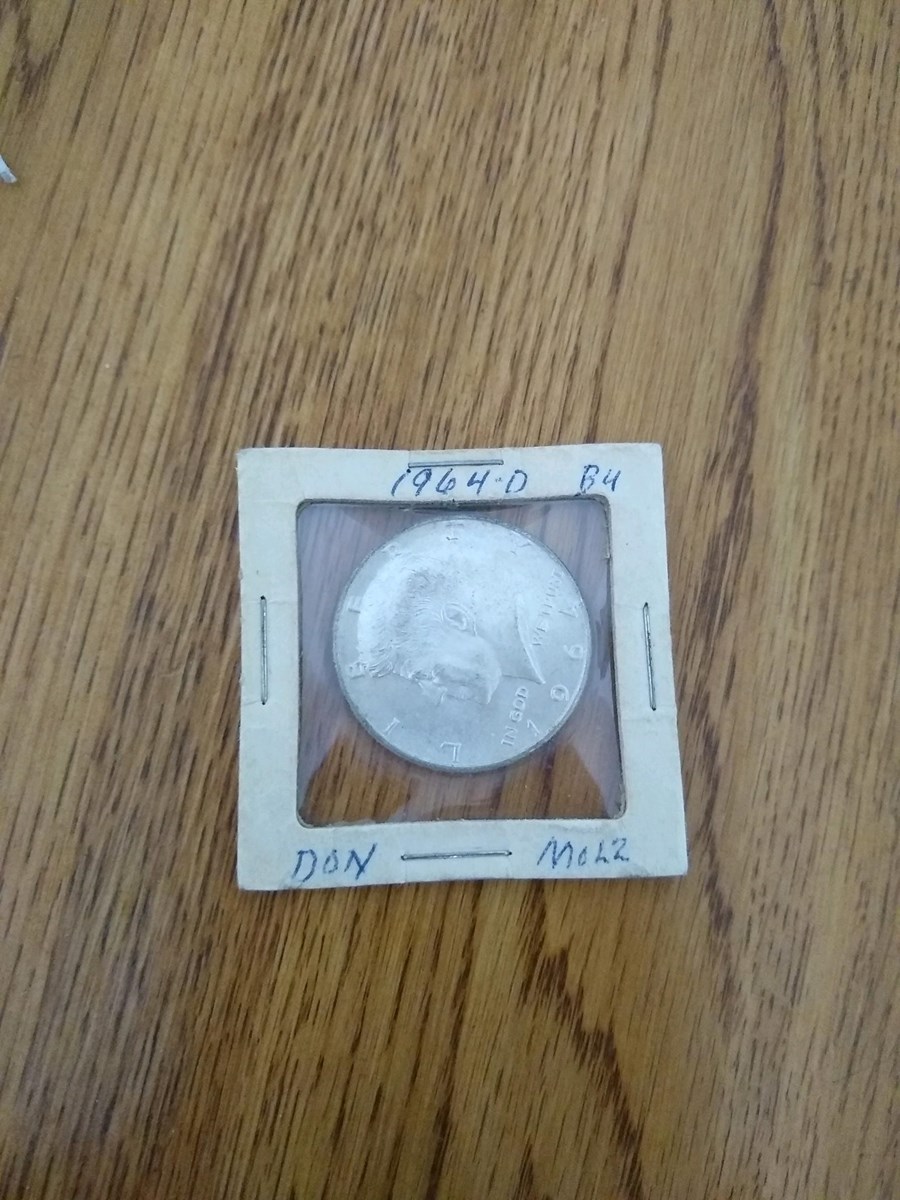 1964-D BU
DON MOLZ
LIBERTY
IN GOD WE TRUST
1964